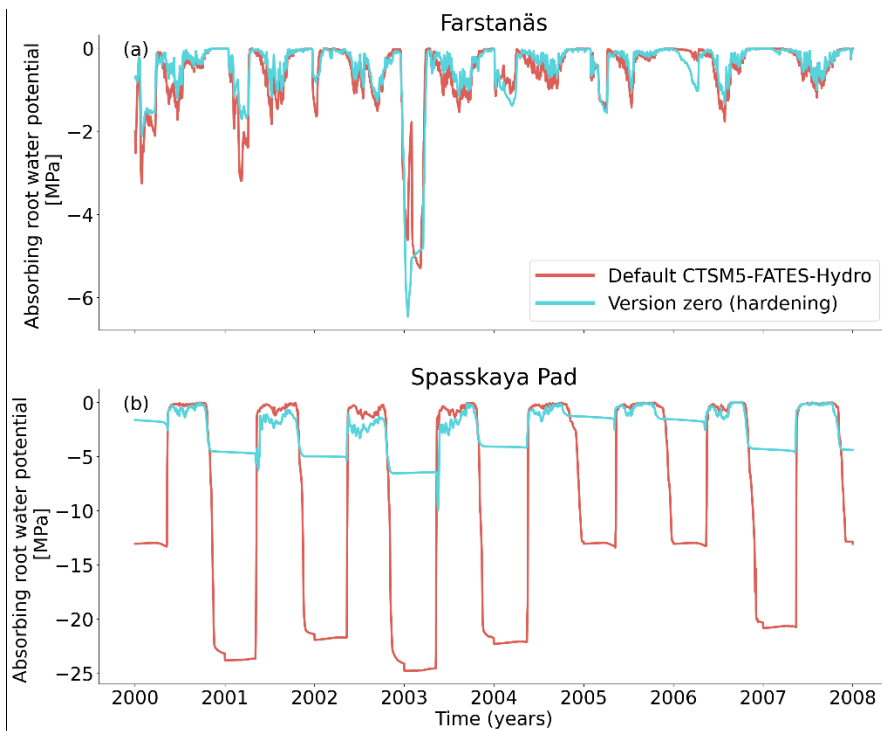 Farstanäs
(a)
0
−2
−4
−6
Absorbing root water potential
[MPa]
Default CTSM5-FATES-Hydro
Version zero (hardening)
Spasskaya Pad
(b)
0
−5
−10
−15
−20
−25
Absorbing root water potential
[MPa]
2000 2001 2002 2003 2004 2005 2006 2007 2008
Time (years)